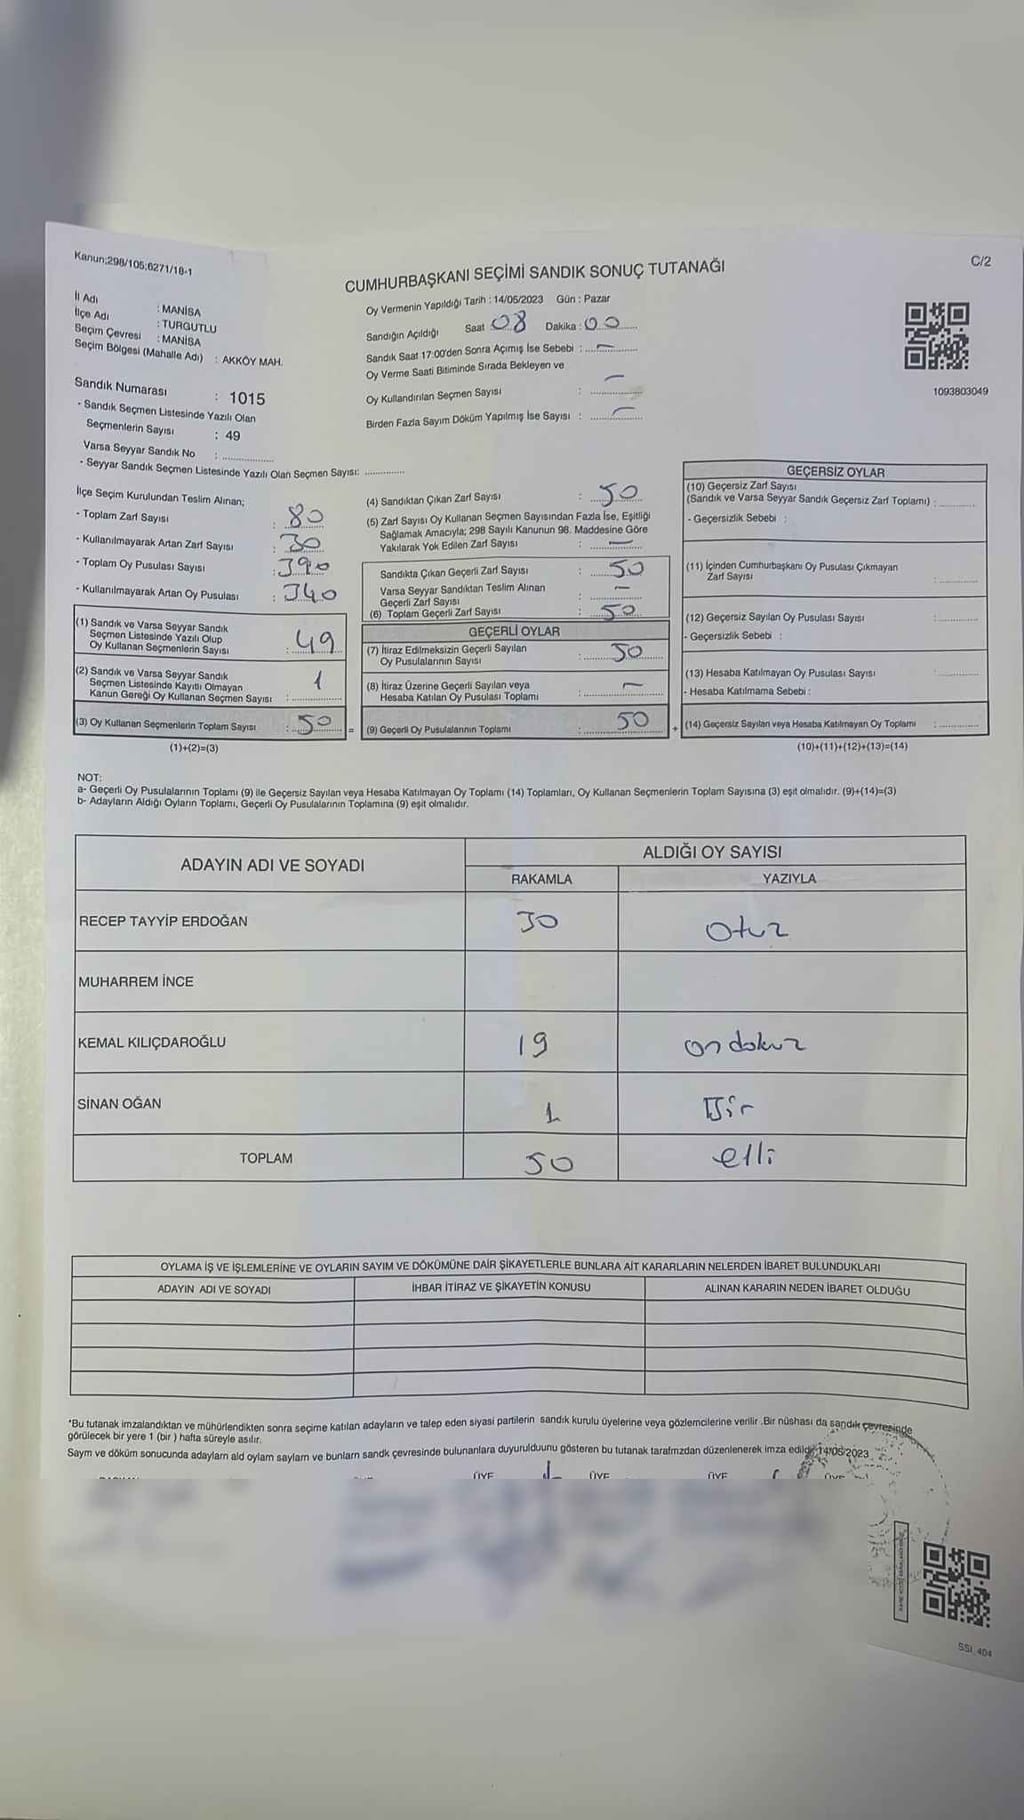 Kanun;298/105;6271/18-1
C/2
CUMHURBAŞKANI SEÇİMİ SANDIK SONUÇ TUTANAĞI
İl Adı : MANİSA
İlçe Adı : TURGUTLU
Seçim Çevresi : MANİSA
Seçim Bölgesi (Mahalle Adı) : AKKÖY MAH.
Sandık Numarası : 1015
- Sandık Seçmen Listesinde Yazılı Olan
Seçmenlerin Sayısı : 49
Varsa Seyyar Sandık No : ..............
- Seyyar Sandık Seçmen Listesinde Yazılı Olan Seçmen Sayısı: ............
Oy Vermenin Yapıldığı Tarih : 14/05/2023 Gün : Pazar
Sandığın Açıldığı Saat 08 Dakika : 00
Sandık Saat 17:00'den Sonra Açımış İse Sebebi : —
Oy Verme Saati Bitiminde Sırada Bekleyen ve
Oy Kullandırılan Seçmen Sayısı : —
Birden Fazla Sayım Döküm Yapılmış İse Sayısı : —
1093803049
İlçe Seçim Kurulundan Teslim Alınan;
- Toplam Zarf Sayısı : 80
- Kullanılmayarak Artan Zarf Sayısı : 30
- Toplam Oy Pusulası Sayısı : 390
- Kullanılmayarak Artan Oy Pusulası : 340
(1) Sandık ve Varsa Seyyar Sandık
Seçmen Listesinde Yazılı Olup
Oy Kullanan Seçmenlerin Sayısı : 49
(2) Sandık ve Varsa Seyyar Sandık
Seçmen Listesinde Kayıtlı Olmayan
Kanun Gereği Oy Kullanan Seçmen Sayısı : 1
(3) Oy Kullanan Seçmenlerin Toplam Sayısı : 50 =
(1)+(2)=(3)
(4) Sandıktan Çıkan Zarf Sayısı : 50
(5) Zarf Sayısı Oy Kullanan Seçmen Sayısından Fazla İse, Eşitliği
Sağlamak Amacıyla; 298 Sayılı Kanunun 98. Maddesine Göre
Yakılarak Yok Edilen Zarf Sayısı : —
Sandıkta Çıkan Geçerli Zarf Sayısı : 50
Varsa Seyyar Sandıktan Teslim Alınan
Geçerli Zarf Sayısı : —
(6) Toplam Geçerli Zarf Sayısı : 50
GEÇERLİ OYLAR
(7) İtiraz Edilmeksizin Geçerli Sayılan
Oy Pusulalarının Sayısı : 50
(8) İtiraz Üzerine Geçerli Sayılan veya
Hesaba Katılan Oy Pusulası Toplamı : —
(9) Geçerli Oy Pusulalarının Toplamı : 50 +
GEÇERSİZ OYLAR
(10) Geçersiz Zarf Sayısı
(Sandık ve Varsa Seyyar Sandık Geçersiz Zarf Toplamı) : ............
- Geçersizlik Sebebi :
(11) İçinden Cumhurbaşkanı Oy Pusulası Çıkmayan
Zarf Sayısı : ............
(12) Geçersiz Sayılan Oy Pusulası Sayısı : ............
- Geçersizlik Sebebi :
(13) Hesaba Katılmayan Oy Pusulası Sayısı : ............
- Hesaba Katılmama Sebebi :
(14) Geçersiz Sayılan veya Hesaba Katılmayan Oy Toplamı : ............
(10)+(11)+(12)+(13)=(14)
NOT:
a- Geçerli Oy Pusulalarının Toplamı (9) ile Geçersiz Sayılan veya Hesaba Katılmayan Oy Toplamı (14) Toplamları, Oy Kullanan Seçmenlerin Toplam Sayısına (3) eşit olmalıdır. (9)+(14)=(3)
b- Adayların Aldığı Oyların Toplamı, Geçerli Oy Pusulalarının Toplamına (9) eşit olmalıdır.
ADAYIN ADI VE SOYADI ALDIĞI OY SAYISI
RAKAMLA YAZIYLA
RECEP TAYYİP ERDOĞAN 30 Otuz
MUHARREM İNCE
KEMAL KILIÇDAROĞLU 19 on dokuz
SİNAN OĞAN 1 Bir
TOPLAM 50 elli
OYLAMA İŞ VE İŞLEMLERİNE VE OYLARIN SAYIM VE DÖKÜMÜNE DAİR ŞİKAYETLERLE BUNLARA AİT KARARLARIN NELERDEN İBARET BULUNDUKLARI
ADAYIN ADI VE SOYADI İHBAR İTİRAZ VE ŞİKAYETİN KONUSU ALINAN KARARIN NEDEN İBARET OLDUĞU
*Bu tutanak imzalandıktan ve mühürlendikten sonra seçime katılan adayların ve talep eden siyasi partilerin sandık kurulu üyelerine veya gözlemcilerine verilir .Bir nüshası da sandık çevresinde
görülecek bir yere 1 (bir ) hafta süreyle asılır.
Saym ve döküm sonucunda adaylarn ald oylarn saylarn ve bunlarn sandk çevresinde bulunanlara duyurulduunu gösteren bu tutanak tarafmzdan düzenlenerek imza edildi. 14/05/2023
ÜYE ÜYE ÜYE ÜYE
SSI_404